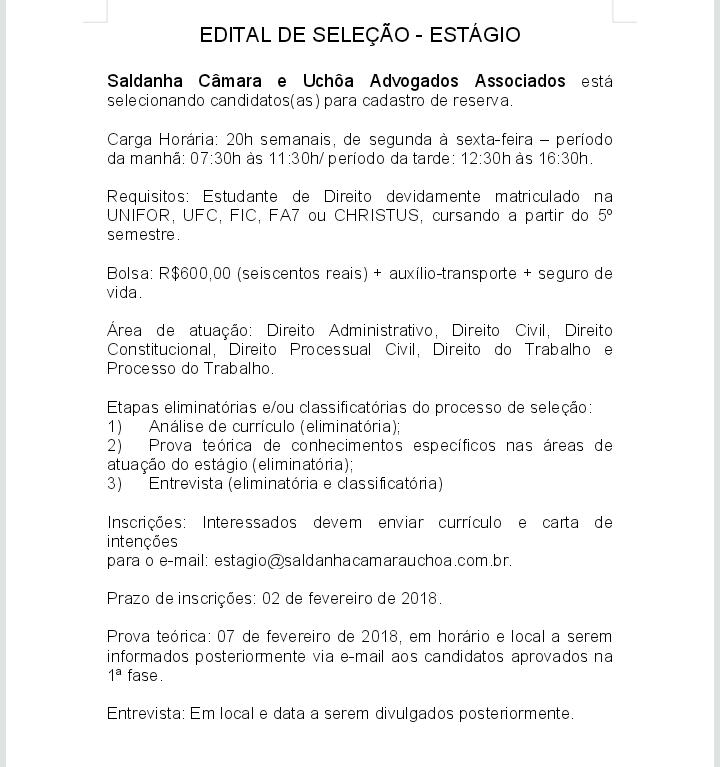 EDITAL DE SELEÇÃO - ESTÁGIO
Saldanha Câmara e Uchôa Advogados Associados está
selecionando candidatos(as) para cadastro de reserva.
Carga Horária: 20h semanais, de segunda à sexta-feira – período
da manhã: 07:30h às 11:30h/ período da tarde: 12:30h às 16:30h.
Requisitos: Estudante de Direito devidamente matriculado na
UNIFOR, UFC, FIC, FA7 ou CHRISTUS, cursando a partir do 5º
semestre.
Bolsa: R$600,00 (seiscentos reais) + auxílio-transporte + seguro de
vida.
Área de atuação: Direito Administrativo, Direito Civil, Direito
Constitucional, Direito Processual Civil, Direito do Trabalho e
Processo do Trabalho.
Etapas eliminatórias e/ou classificatórias do processo de seleção:
1) Análise de currículo (eliminatória);
2) Prova teórica de conhecimentos específicos nas áreas de
atuação do estágio (eliminatória);
3) Entrevista (eliminatória e classificatória)
Inscrições: Interessados devem enviar currículo e carta de
intenções
para o e-mail: estagio@saldanhacamarauchoa.com.br.
Prazo de inscrições: 02 de fevereiro de 2018.
Prova teórica: 07 de fevereiro de 2018, em horário e local a serem
informados posteriormente via e-mail aos candidatos aprovados na
1ª fase.
Entrevista: Em local e data a serem divulgados posteriormente.